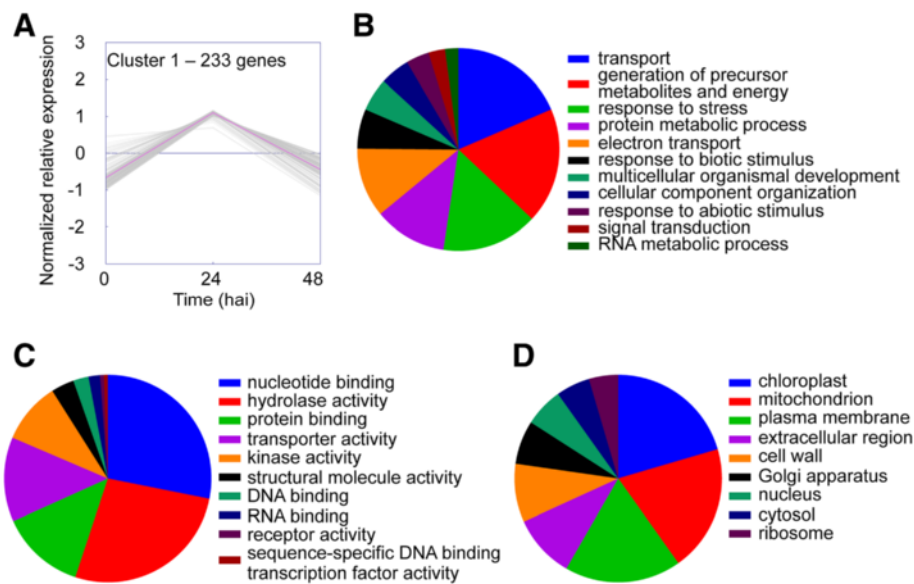 A
Normalized relative expression
3
2
1
0
-1
-2
-3
Cluster 1 – 233 genes
0
24
48
Time (hai)
B
transport
generation of precursor
metabolites and energy
response to stress
protein metabolic process
electron transport
response to biotic stimulus
multicellular organismal development
cellular component organization
response to abiotic stimulus
signal transduction
RNA metabolic process
C
nucleotide binding
hydrolase activity
protein binding
transporter activity
kinase activity
structural molecule activity
DNA binding
RNA binding
receptor activity
sequence-specific DNA binding
transcription factor activity
D
chloroplast
mitochondrion
plasma membrane
extracellular region
cell wall
Golgi apparatus
nucleus
cytosol
ribosome